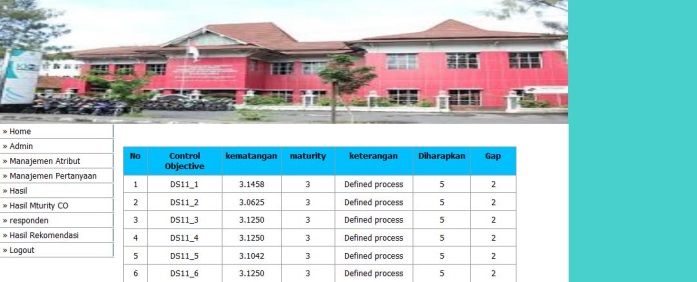 » Home
» Admin
» Manajemen Atribut
» Manajemen Pertanyaan
» Hasil
» Hasil Mturity CO
» responden
» Hasil Rekomendasi
» Logout
No Control Objective kematangan maturity keterangan Diharapkan Gap
1 DS11_1 3.1458 3 Defined process 5 2
2 DS11_2 3.0625 3 Defined process 5 2
3 DS11_3 3.1250 3 Defined process 5 2
4 DS11_4 3.1250 3 Defined process 5 2
5 DS11_5 3.1042 3 Defined process 5 2
6 DS11_6 3.1250 3 Defined process 5 2